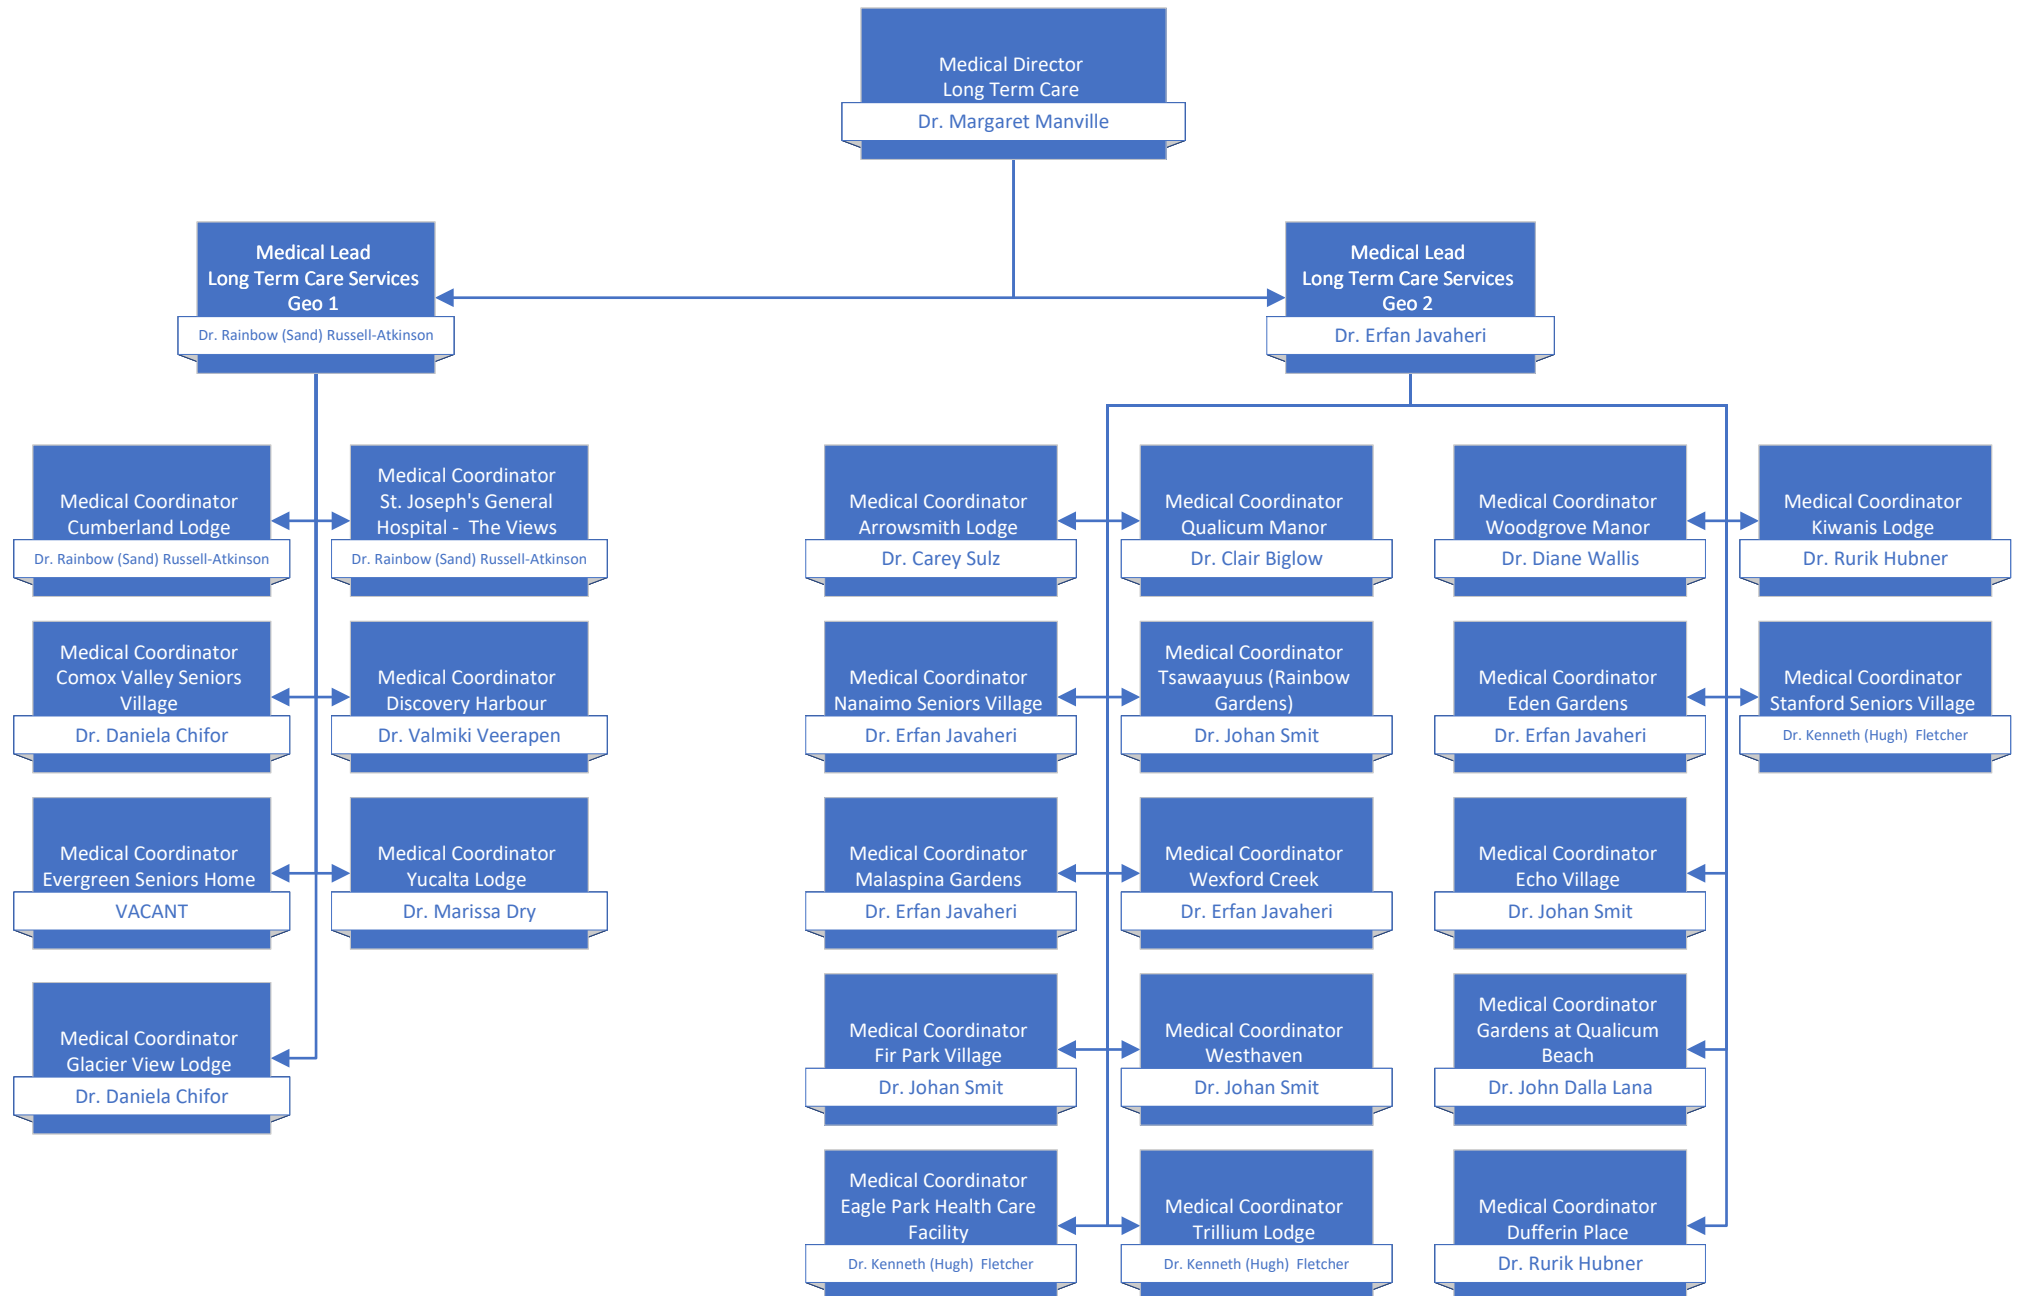 Medical Director
Long Term Care
Dr. Margaret Manville
Medical Lead
Long Term Care Services
Geo 1
Dr. Rainbow (Sand) Russell-Atkinson
Medical Lead
Long Term Care Services
Geo 2
Dr. Erfan Javaheri
Medical Coordinator
Cumberland Lodge
Dr. Rainbow (Sand) Russell-Atkinson
Medical Coordinator
St. Joseph's General
Hospital - The Views
Dr. Rainbow (Sand) Russell-Atkinson
Medical Coordinator
Arrowsmith Lodge
Dr. Carey Sulz
Medical Coordinator
Qualicum Manor
Dr. Clair Biglow
Medical Coordinator
Woodgrove Manor
Dr. Diane Wallis
Medical Coordinator
Kiwanis Lodge
Dr. Rurik Hubner
Medical Coordinator
Comox Valley Seniors
Village
Dr. Daniela Chifor
Medical Coordinator
Discovery Harbour
Dr. Valmiki Veerapen
Medical Coordinator
Nanaimo Seniors Village
Dr. Erfan Javaheri
Medical Coordinator
Tsawaayuus (Rainbow
Gardens)
Dr. Johan Smit
Medical Coordinator
Eden Gardens
Dr. Erfan Javaheri
Medical Coordinator
Stanford Seniors Village
Dr. Kenneth (Hugh) Fletcher
Medical Coordinator
Evergreen Seniors Home
VACANT
Medical Coordinator
Yucalta Lodge
Dr. Marissa Dry
Medical Coordinator
Malaspina Gardens
Dr. Erfan Javaheri
Medical Coordinator
Wexford Creek
Dr. Erfan Javaheri
Medical Coordinator
Echo Village
Dr. Johan Smit
Medical Coordinator
Glacier View Lodge
Dr. Daniela Chifor
Medical Coordinator
Fir Park Village
Dr. Johan Smit
Medical Coordinator
Westhaven
Dr. Johan Smit
Medical Coordinator
Gardens at Qualicum
Beach
Dr. John Dalla Lana
Medical Coordinator
Eagle Park Health Care
Facility
Dr. Kenneth (Hugh) Fletcher
Medical Coordinator
Trillium Lodge
Dr. Kenneth (Hugh) Fletcher
Medical Coordinator
Dufferin Place
Dr. Rurik Hubner